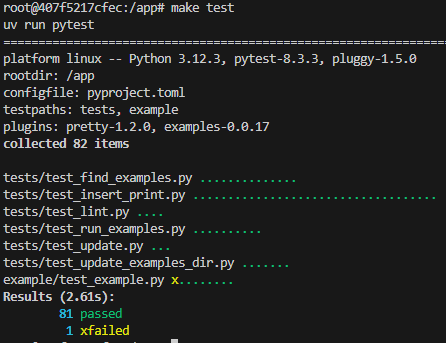 root@407f5217cfec:/app# make test
uv run pytest
================================================================
platform linux -- Python 3.12.3, pytest-8.3.3, pluggy-1.5.0
rootdir: /app
configfile: pyproject.toml
testpaths: tests, example
plugins: pretty-1.2.0, examples-0.0.17
collected 82 items
tests/test_find_examples.py ..............
tests/test_insert_print.py ...................................
tests/test_lint.py ....
tests/test_run_examples.py ..........
tests/test_update.py ...
tests/test_update_examples_dir.py .......
example/test_example.py x........
Results (2.61s):
81 passed
1 xfailed